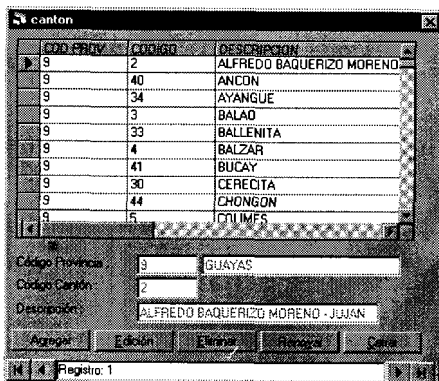 canton
COD PROV CODIGO DESCRIPCION
9 2 ALFREDO BAQUERIZO MORENO
9 40 ANCON
9 34 AYANGUE
9 3 BALAO
9 33 BALLENITA
9 4 BALZAR
9 41 BUCAY
9 30 CERECITA
9 44 CHONGON
9 5 COLIMES
Código Provincia : 9 GUAYAS
Código Cantón : 2
Descripción : ALFREDO BAQUERIZO MORENO - JUJAN
Agregar Edición Eliminar Renovar Cerrar
Registro: 1